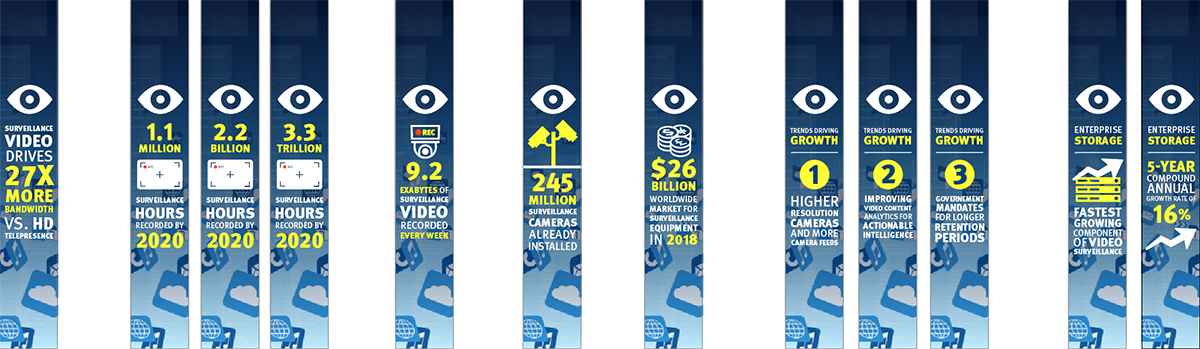 SURVEILLANCE
VIDEO
DRIVES
27X
MORE
BANDWIDTH
VS. HD
TELEPRESENCE
1.1
MILLION
SURVEILLANCE
HOURS
RECORDED BY
2020
2.2
BILLION
SURVEILLANCE
HOURS
RECORDED BY
2020
3.3
TRILLION
SURVEILLANCE
HOURS
RECORDED BY
2020
REC
9.2
EXABYTES OF
SURVEILLANCE
VIDEO
RECORDED
EVERY WEEK
245
MILLION
SURVEILLANCE
CAMERAS
ALREADY
INSTALLED
$26
BILLION
WORLDWIDE
MARKET FOR
SURVEILLANCE
EQUIPMENT
IN 2018
TRENDS DRIVING
GROWTH
1
HIGHER
RESOLUTION
CAMERAS
AND MORE
CAMERA FEEDS
TRENDS DRIVING
GROWTH
2
IMPROVING
VIDEO CONTENT
ANALYTICS FOR
ACTIONABLE
INTELLIGENCE
TRENDS DRIVING
GROWTH
3
GOVERNMENT
MANDATES
FOR LONGER
RETENTION
PERIODS
ENTERPRISE
STORAGE
FASTEST
GROWING
COMPONENT
OF VIDEO
SURVEILLANCE
ENTERPRISE
STORAGE
5-YEAR
COMPOUND
ANNUAL
GROWTH RATE OF
16%